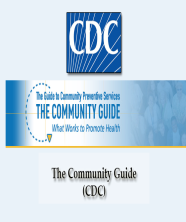 CDC
The Guide to Community Preventive Services
THE COMMUNITY GUIDE
What Works to Promote Health
The Community Guide
(CDC)